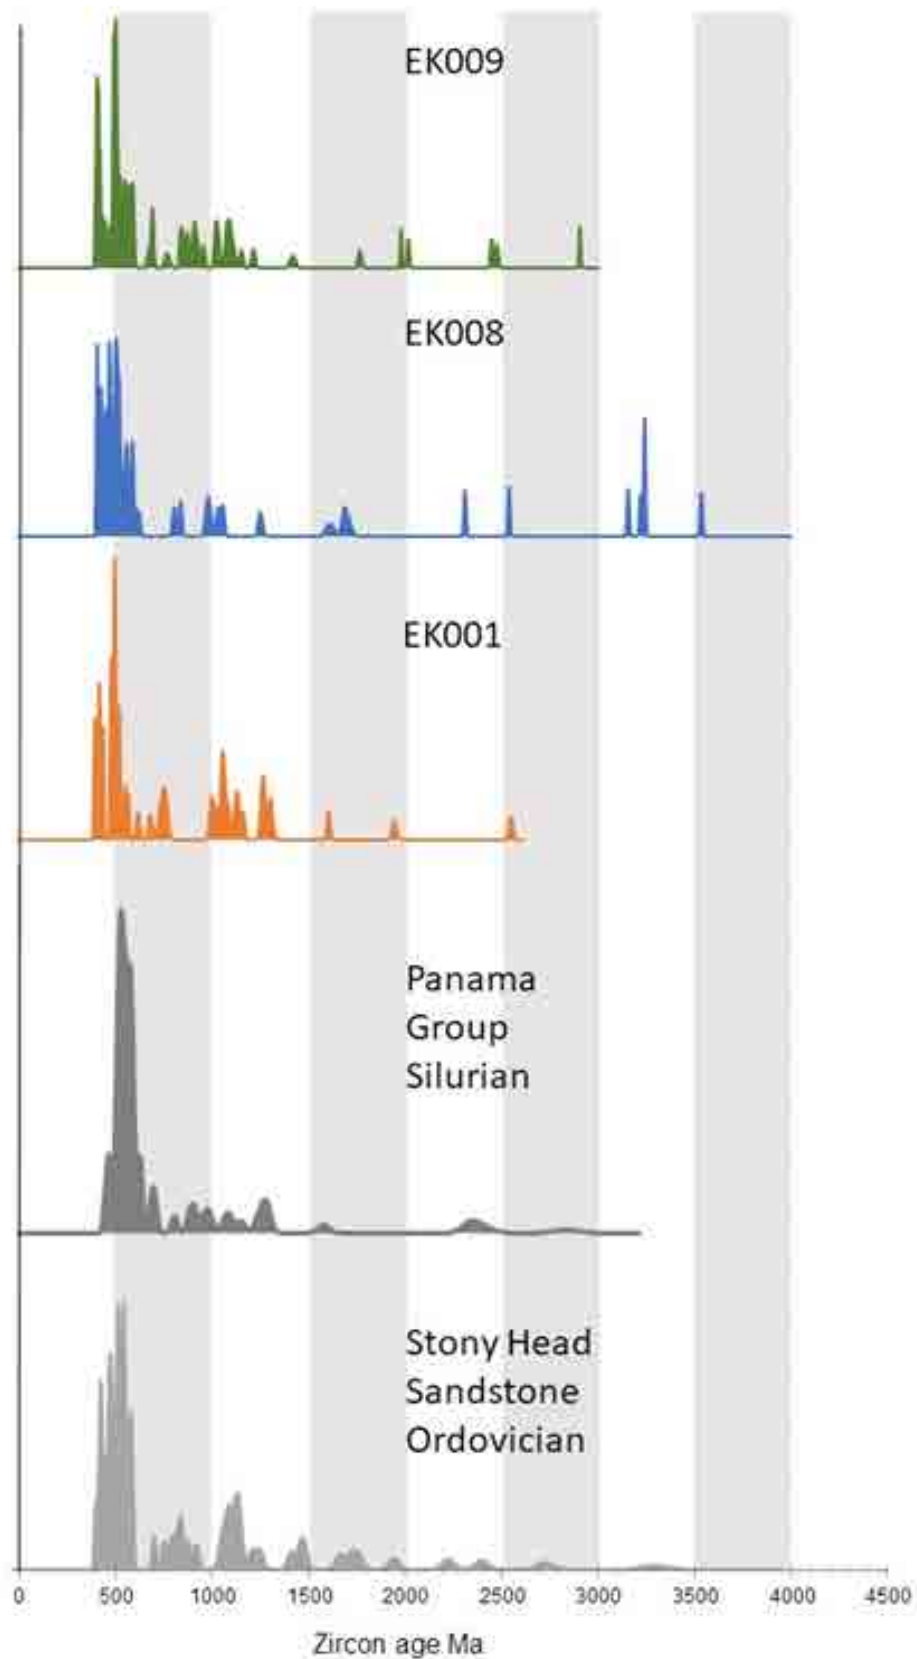 EK009
EK008
EK001
Panama
Group
Silurian
Stony Head
Sandstone
Ordovician
0 500 1000 1500 2000 2500 3000 3500 4000 4500
Zircon age Ma